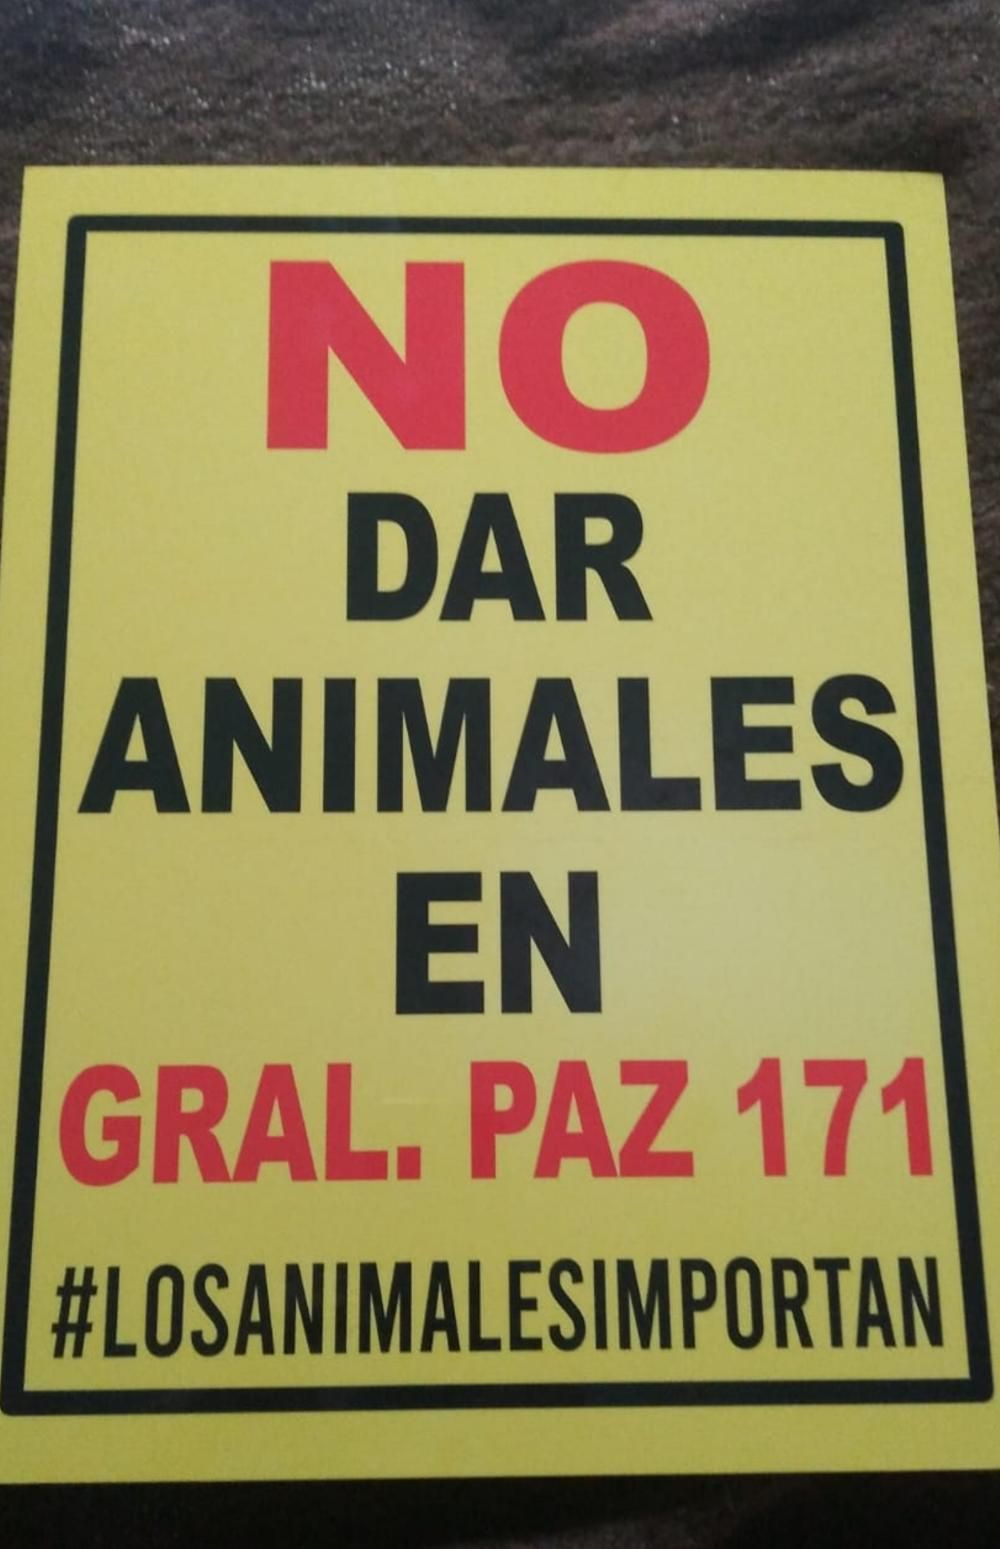 NO
DAR
ANIMALES
EN
GRAL. PAZ 171
#LOSANIMALESIMPORTAN